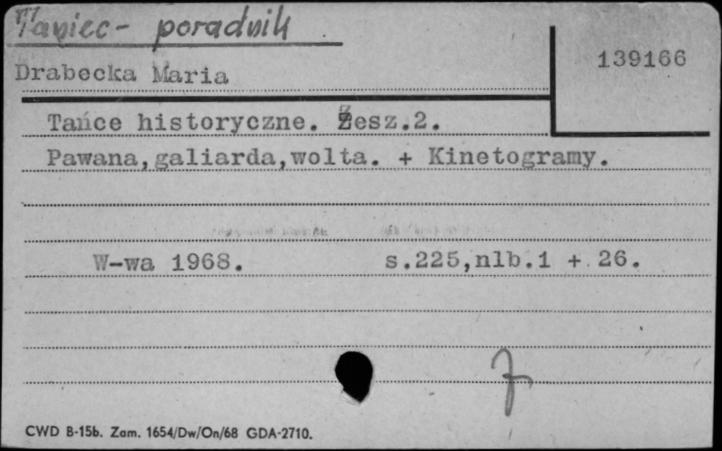 Taniec - poradnik
139166
Drabecka Maria
Tańce historyczne. Zesz.2.
Pawana,galiarda,wolta. + Kinetogramy.
W-wa 1968. s.225,nlb.1 + 26.
CWD B-15b. Zam. 1654/Dw/On/68 GDA-2710.